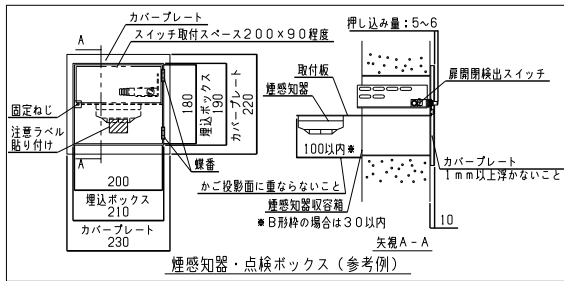 カバープレート
スイッチ取付スペース200×90程度
A
固定ねじ
注意ラベル
貼り付け
A
180
埋込ボックス
190
カバープレート
220
蝶番
200
埋込ボックス
210
カバープレート
230
押し込み量:5~6
取付板
煙感知器
扉開閉検出スイッチ
100以内※
かご投影面に重ならないこと
煙感知器収容箱
※B形枠の場合は30以内
カバープレート
1mm以上浮かないこと
10
矢視A-A
煙感知器・点検ボックス(参考例)